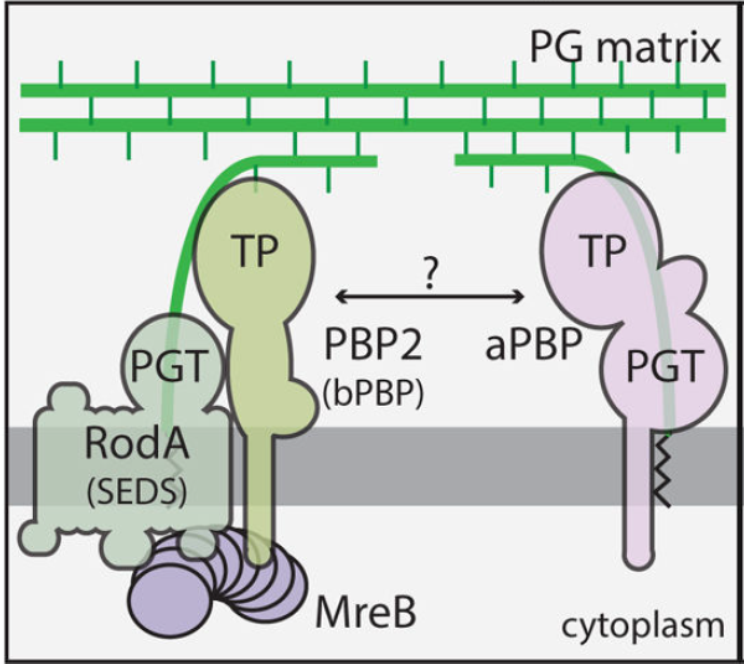 PG matrix
TP
TP
?
PBP2
(bPBP)
aPBP
PGT
PGT
RodA
(SEDS)
MreB
cytoplasm